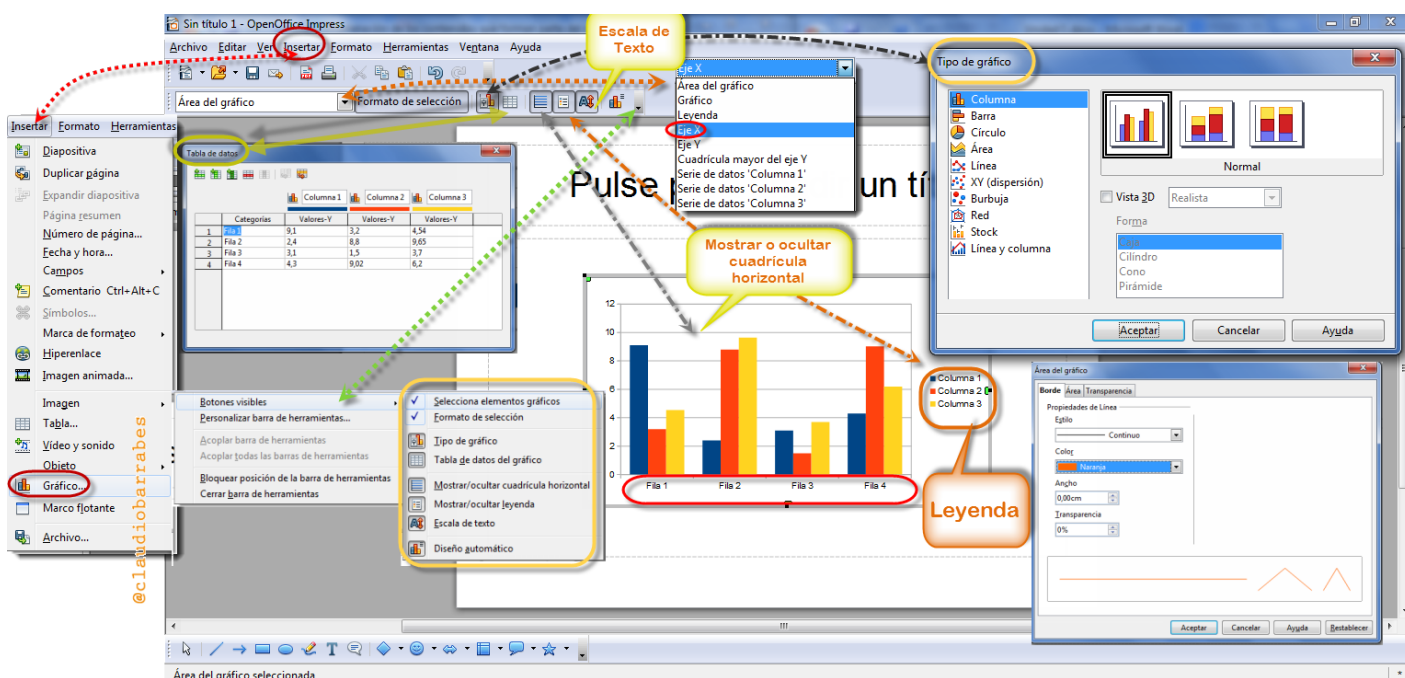 Sin título 1 - OpenOffice Impress
Archivo Editar Ver Insertar Formato Herramientas Ventana Ayuda
Escala de
Texto
Área del gráfico
Formato de selección
Eje X
Área del gráfico
Gráfico
Leyenda
Eje X
Eje Y
Cuadrícula mayor del eje Y
Serie de datos 'Columna 1'
Serie de datos 'Columna 2'
Serie de datos 'Columna 3'
Tipo de gráfico
Columna
Barra
Círculo
Área
Línea
XY (dispersión)
Burbuja
Red
Stock
Línea y columna
Normal
Vista 3D Realista
Forma
Cilindro
Cono
Pirámide
Aceptar Cancelar Ayuda
Insertar Formato Herramientas
Diapositiva
Duplicar página
Expandir diapositiva
Página resumen
Número de página...
Fecha y hora...
Campos
Comentario Ctrl+Alt+C
Símbolos...
Marca de formateo
Hiperenlace
Imagen animada...
Imagen
Tabla...
Vídeo y sonido
Objeto
Gráfico...
Marco flotante
Archivo...
@claudiobarrabes
Tabla de datos
Columna 1 Columna 2 Columna 3
Categorías Valores-Y Valores-Y Valores-Y
1 Fila 1 9,1 3,2 4,54
2 Fila 2 2,4 8,8 9,65
3 Fila 3 3,1 1,5 3,7
4 Fila 4 4,3 9,02 6,2
Pulse un tí
Mostrar o ocultar
cuadrícula
horizontal
12
10
8
6
4
2
0
Fila 1 Fila 2 Fila 3 Fila 4
Columna 1
Columna 2
Columna 3
Leyenda
Botones visibles
Personalizar barra de herramientas...
Acoplar barra de herramientas
Acoplar todas las barras de herramientas
Bloquear posición de la barra de herramientas
Cerrar barra de herramientas
Selecciona elementos gráficos
Formato de selección
Tipo de gráfico
Tabla de datos del gráfico
Mostrar/ocultar cuadrícula horizontal
Mostrar/ocultar leyenda
Escala de texto
Diseño automático
Área del gráfico
Borde Área Transparencia
Propiedades de Línea
Estilo
Continuo
Color
Naranja
Ancho
0,00cm
Transparencia
0%
Aceptar Cancelar Ayuda Restablecer
Área del gráfico seleccionada